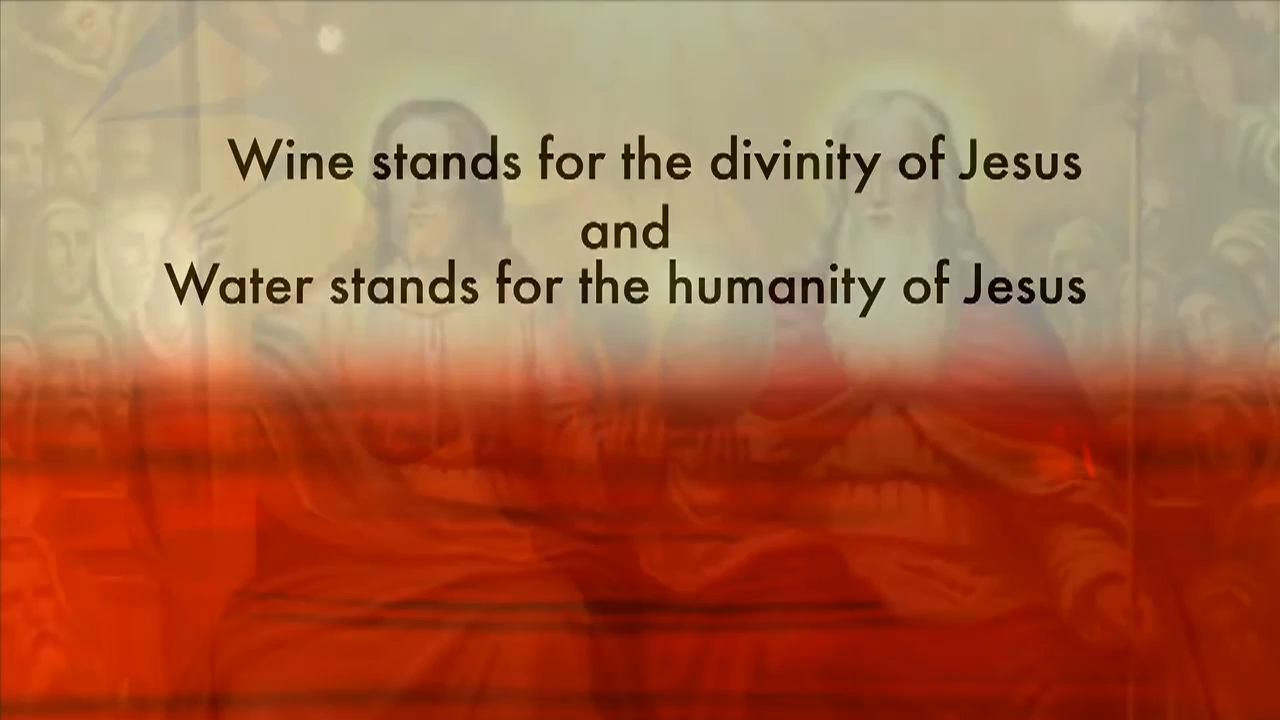 Wine stands for the divinity of Jesus
and
Water stands for the humanity of Jesus